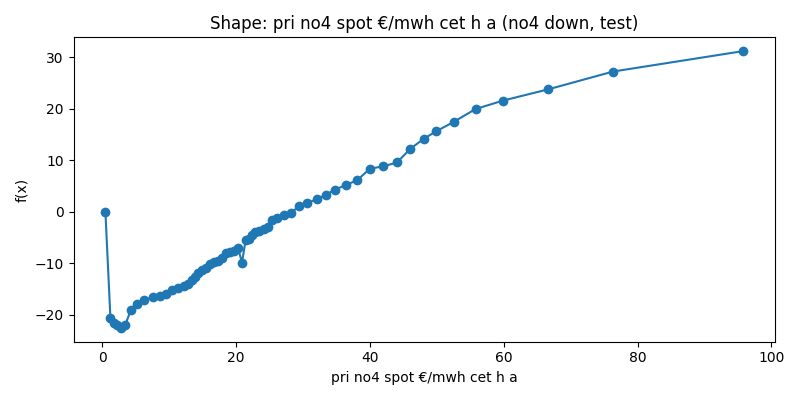 Shape: pri no4 spot €/mwh cet h a (no4 down, test)
f(x)
30
20
10
0
−10
−20
0 20 40 60 80 100
pri no4 spot €/mwh cet h a